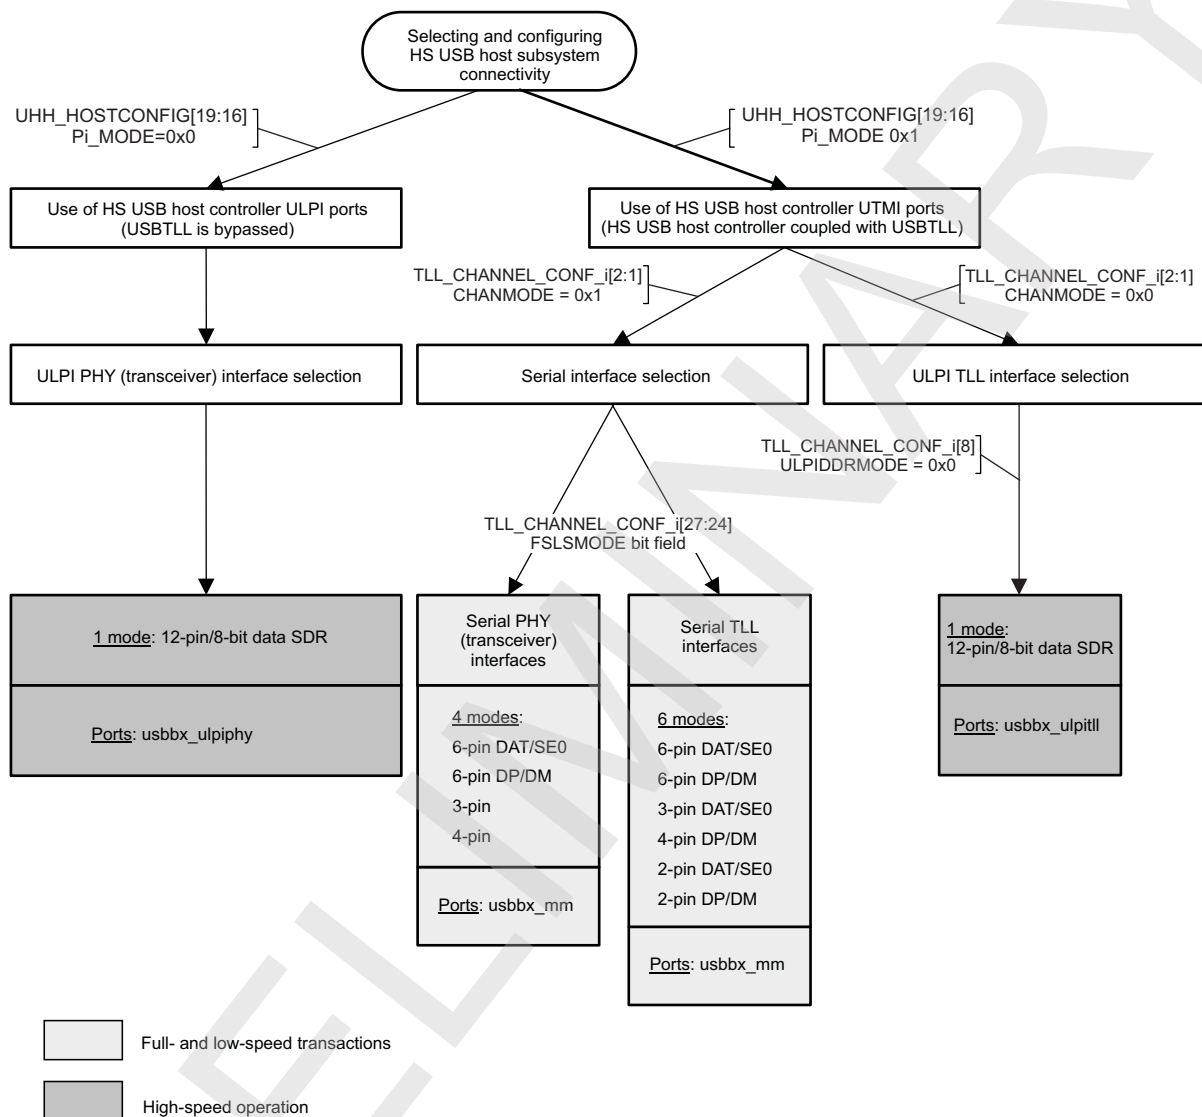 Selecting and configuring
HS USB host subsystem
connectivity
UHH_HOSTCONFIG[19:16]
Pi_MODE=0x0
UHH_HOSTCONFIG[19:16]
Pi_MODE 0x1
Use of HS USB host controller ULPI ports
(USBTLL is bypassed)
Use of HS USB host controller UTMI ports
(HS USB host controller coupled with USBTLL)
TLL_CHANNEL_CONF_i[2:1]
CHANMODE = 0x1
TLL_CHANNEL_CONF_i[2:1]
CHANMODE = 0x0
ULPI PHY (transceiver) interface selection
Serial interface selection
ULPI TLL interface selection
TLL_CHANNEL_CONF_i[8]
ULPIDDRMODE = 0x0
TLL_CHANNEL_CONF_i[27:24]
FSLSMODE bit field
1 mode: 12-pin/8-bit data SDR
Ports: usbbx_ulpiphy
Serial PHY
(transceiver)
interfaces
4 modes:
6-pin DAT/SE0
6-pin DP/DM
3-pin
4-pin
Ports: usbbx_mm
Serial TLL
interfaces
6 modes:
6-pin DAT/SE0
6-pin DP/DM
3-pin DAT/SE0
4-pin DP/DM
2-pin DAT/SE0
2-pin DP/DM
Ports: usbbx_mm
1 mode:
12-pin/8-bit data SDR
Ports: usbbx_ulpitll
Full- and low-speed transactions
High-speed operation
ELIMINARY